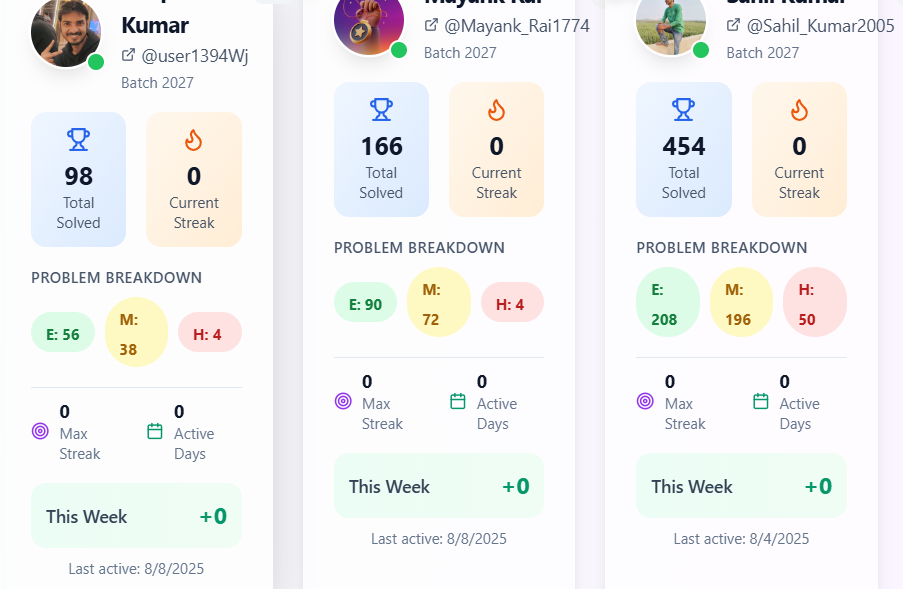 Kumar
@user1394Wj
Batch 2027
98
Total
Solved
0
Current
Streak
PROBLEM BREAKDOWN
E: 56
M:
38
H: 4
0
Max
Streak
0
Active
Days
This Week
+0
Last active: 8/8/2025
@Mayank_Rai1774
Batch 2027
166
Total
Solved
0
Current
Streak
PROBLEM BREAKDOWN
E: 90
M:
72
H: 4
0
Max
Streak
0
Active
Days
This Week
+0
Last active: 8/8/2025
@Sahil_Kumar2005
Batch 2027
454
Total
Solved
0
Current
Streak
PROBLEM BREAKDOWN
E:
208
M:
196
H:
50
0
Max
Streak
0
Active
Days
This Week
+0
Last active: 8/4/2025